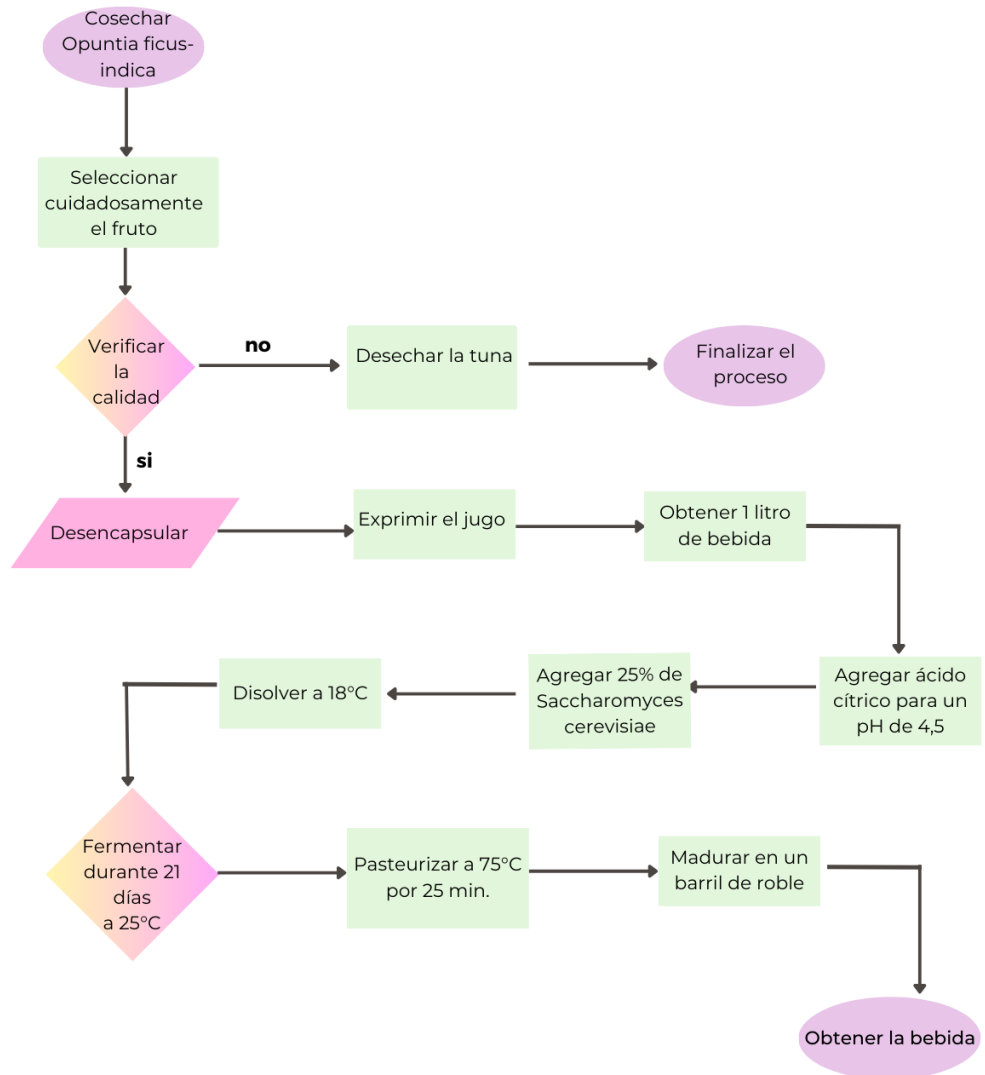 Cosechar
Opuntia ficus-
indica
Seleccionar
cuidadosamente
el fruto
Verificar
la
calidad
no
Desechar la tuna
Finalizar el
proceso
si
Desencapsular
Exprimir el jugo
Obtener 1 litro
de bebida
Agregar ácido
cítrico para un
pH de 4,5
Agregar 25% de
Saccharomyces
cerevisiae
Disolver a 18°C
Fermentar
durante 21
días
a 25°C
Pasteurizar a 75°C
por 25 min.
Madurar en un
barril de roble
Obtener la bebida